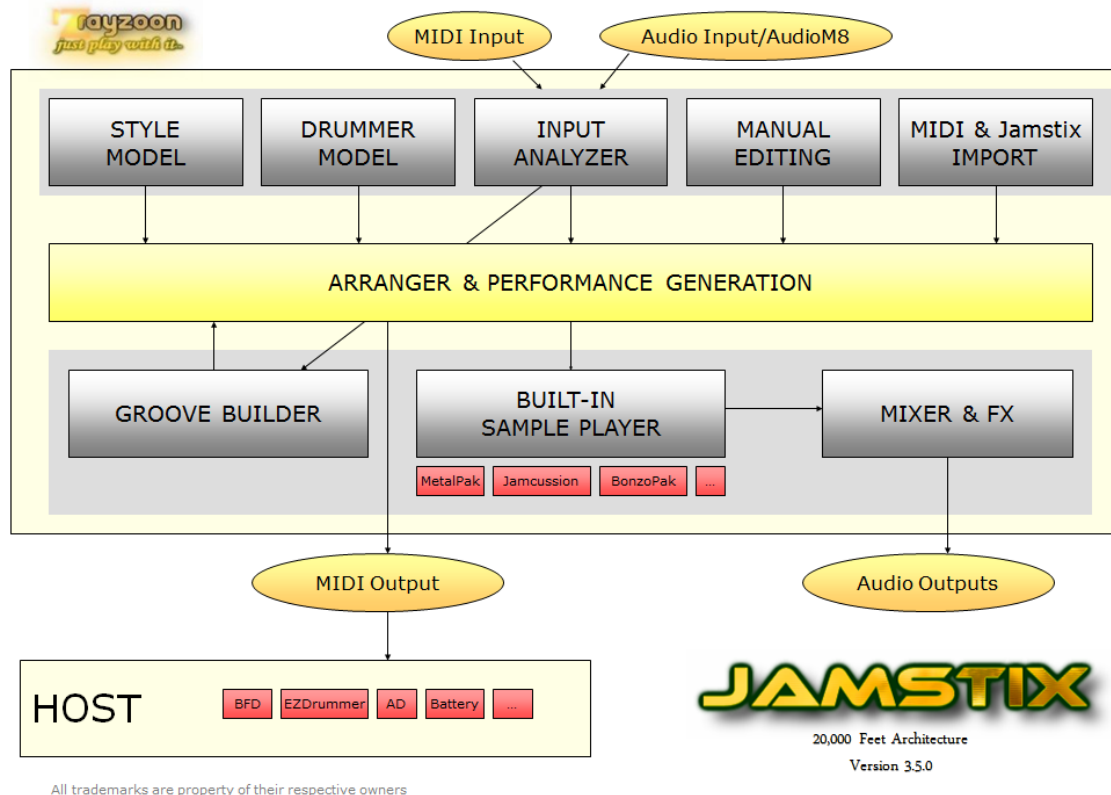 rayzoon
just play with it..
MIDI Input
Audio Input/AudioM8
STYLE
MODEL
DRUMMER
MODEL
INPUT
ANALYZER
MANUAL
EDITING
MIDI & Jamstix
IMPORT
ARRANGER & PERFORMANCE GENERATION
GROOVE BUILDER
BUILT-IN
SAMPLE PLAYER
MIXER & FX
MetalPak
Jamcussion
BonzoPak
...
MIDI Output
Audio Outputs
HOST
BFD
EZDrummer
AD
Battery
...
JAMSTIX
20,000 Feet Architecture
Version 3.5.0
All trademarks are property of their respective owners